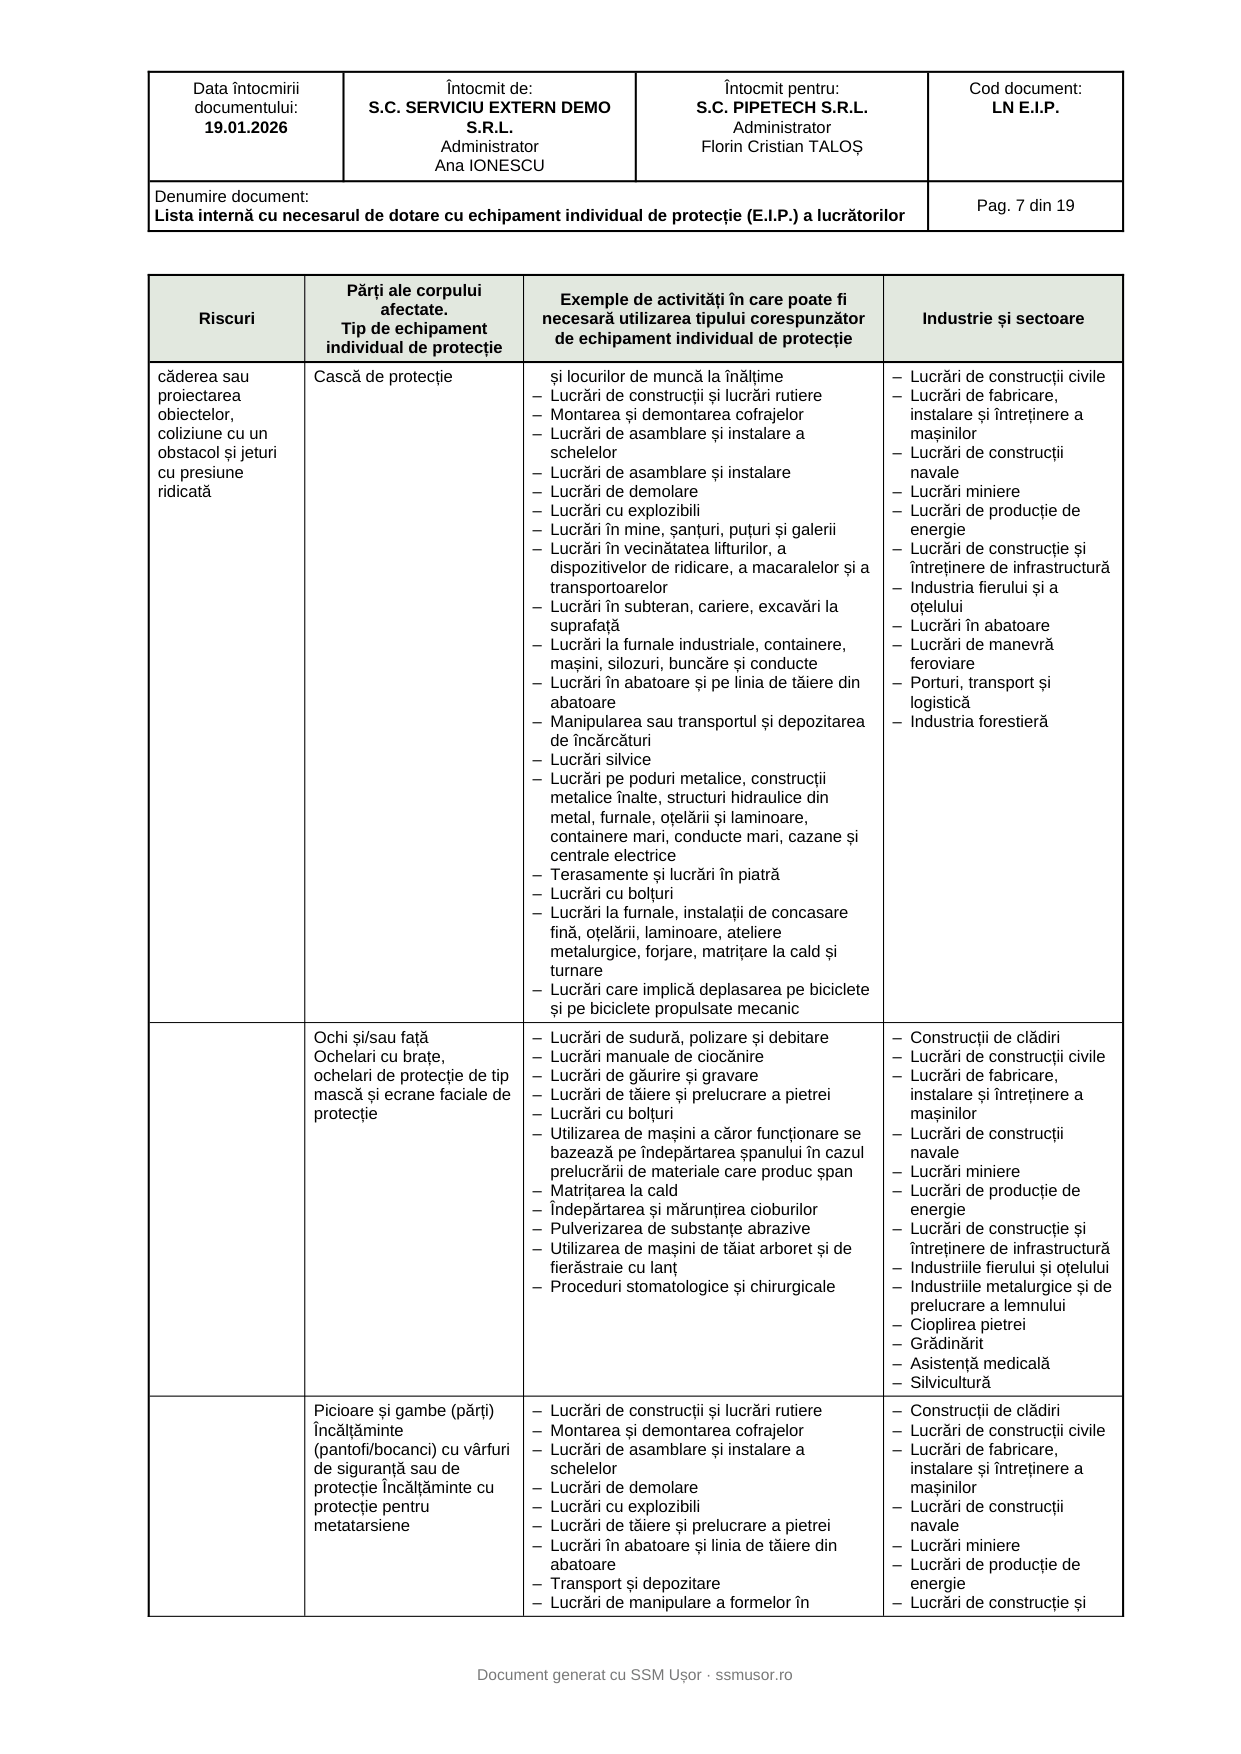 Data întocmirii
documentului:
19.01.2026
Întocmit de:
S.C. SERVICIU EXTERN DEMO
S.R.L.
Administrator
Ana IONESCU
Întocmit pentru:
S.C. PIPETECH S.R.L.
Administrator
Florin Cristian TALOȘ
Cod document:
LN E.I.P.
Denumire document:
Lista internă cu necesarul de dotare cu echipament individual de protecție (E.I.P.) a lucrătorilor
Pag. 7 din 19
Riscuri
Părți ale corpului
afectate.
Tip de echipament
individual de protecție
Exemple de activități în care poate fi
necesară utilizarea tipului corespunzător
de echipament individual de protecție
Industrie și sectoare
căderea sau
proiectarea
obiectelor,
coliziune cu un
obstacol și jeturi
cu presiune
ridicată
Cască de protecție
și locurilor de muncă la înălțime
– Lucrări de construcții și lucrări rutiere
– Montarea și demontarea cofrajelor
– Lucrări de asamblare și instalare a
schelelor
– Lucrări de asamblare și instalare
– Lucrări de demolare
– Lucrări cu explozibili
– Lucrări în mine, șanțuri, puțuri și galerii
– Lucrări în vecinătatea lifturilor, a
dispozitivelor de ridicare, a macaralelor și a
transportoarelor
– Lucrări în subteran, cariere, excavări la
suprafață
– Lucrări la furnale industriale, containere,
mașini, silozuri, buncăre și conducte
– Lucrări în abatoare și pe linia de tăiere din
abatoare
– Manipularea sau transportul și depozitarea
de încărcături
– Lucrări silvice
– Lucrări pe poduri metalice, construcții
metalice înalte, structuri hidraulice din
metal, furnale, oțelării și laminoare,
containere mari, conducte mari, cazane și
centrale electrice
– Terasamente și lucrări în piatră
– Lucrări cu bolțuri
– Lucrări la furnale, instalații de concasare
fină, oțelării, laminoare, ateliere
metalurgice, forjare, matrițare la cald și
turnare
– Lucrări care implică deplasarea pe biciclete
și pe biciclete propulsate mecanic
– Lucrări de construcții civile
– Lucrări de fabricare,
instalare și întreținere a
mașinilor
– Lucrări de construcții
navale
– Lucrări miniere
– Lucrări de producție de
energie
– Lucrări de construcție și
întreținere de infrastructură
– Industria fierului și a
oțelului
– Lucrări în abatoare
– Lucrări de manevră
feroviare
– Porturi, transport și
logistică
– Industria forestieră
Ochi și/sau față
Ochelari cu brațe,
ochelari de protecție de tip
mască și ecrane faciale de
protecție
– Lucrări de sudură, polizare și debitare
– Lucrări manuale de ciocănire
– Lucrări de găurire și gravare
– Lucrări de tăiere și prelucrare a pietrei
– Lucrări cu bolțuri
– Utilizarea de mașini a căror funcționare se
bazează pe îndepărtarea șpanului în cazul
prelucrării de materiale care produc șpan
– Matrițarea la cald
– Îndepărtarea și mărunțirea cioburilor
– Pulverizarea de substanțe abrazive
– Utilizarea de mașini de tăiat arboret și de
fierăstraie cu lanț
– Proceduri stomatologice și chirurgicale
– Construcții de clădiri
– Lucrări de construcții civile
– Lucrări de fabricare,
instalare și întreținere a
mașinilor
– Lucrări de construcții
navale
– Lucrări miniere
– Lucrări de producție de
energie
– Lucrări de construcție și
întreținere de infrastructură
– Industriile fierului și oțelului
– Industriile metalurgice și de
prelucrare a lemnului
– Cioplirea pietrei
– Grădinărit
– Asistență medicală
– Silvicultură
Picioare și gambe (părți)
Încălțăminte
(pantofi/bocanci) cu vârfuri
de siguranță sau de
protecție Încălțăminte cu
protecție pentru
metatarsiene
– Lucrări de construcții și lucrări rutiere
– Montarea și demontarea cofrajelor
– Lucrări de asamblare și instalare a
schelelor
– Lucrări de demolare
– Lucrări cu explozibili
– Lucrări de tăiere și prelucrare a pietrei
– Lucrări în abatoare și linia de tăiere din
abatoare
– Transport și depozitare
– Lucrări de manipulare a formelor în
– Construcții de clădiri
– Lucrări de construcții civile
– Lucrări de fabricare,
instalare și întreținere a
mașinilor
– Lucrări de construcții
navale
– Lucrări miniere
– Lucrări de producție de
energie
– Lucrări de construcție și
Document generat cu SSM Ușor · ssmusor.ro